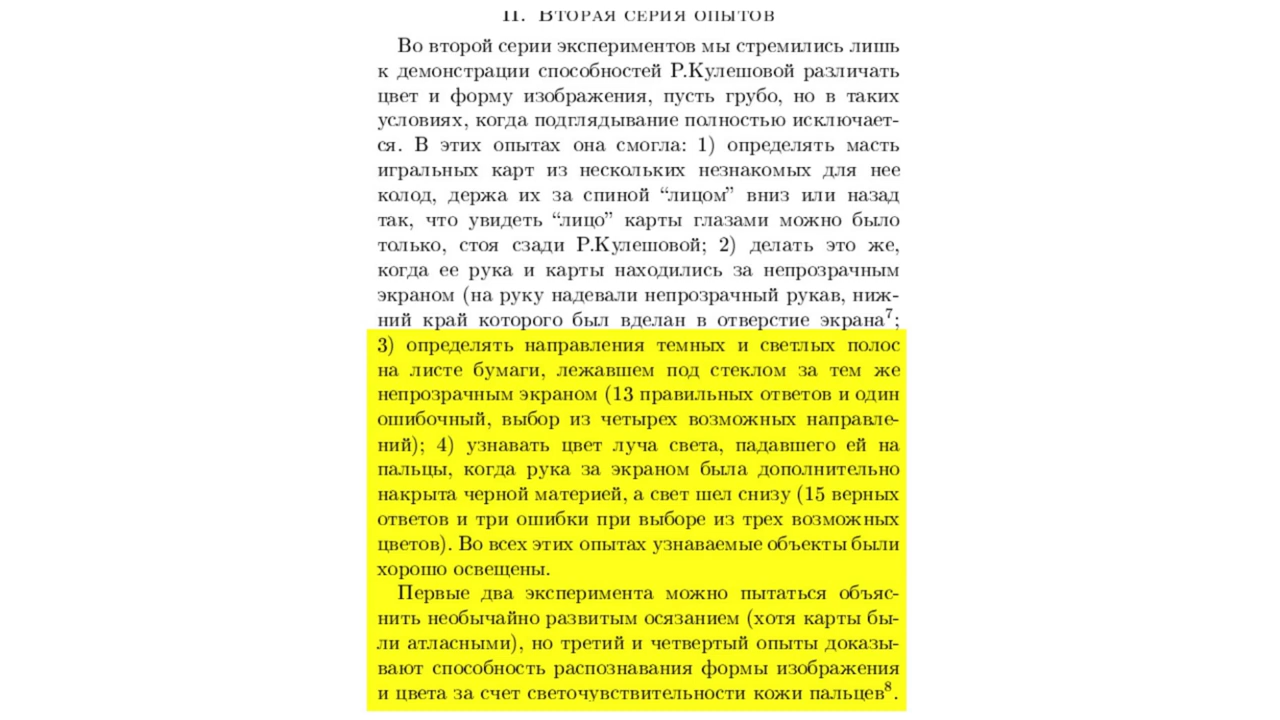 II. ВТОРАЯ СЕРИЯ ОПЫТОВ
Во второй серии экспериментов мы стремились лишь
к демонстрации способностей Р.Кулешовой различать
цвет и форму изображения, пусть грубо, но в таких
условиях, когда подглядывание полностью исключает-
ся. В этих опытах она смогла: 1) определять масть
игральных карт из нескольких незнакомых для нее
колод, держа их за спиной “лицом” вниз или назад
так, что увидеть “лицо” карты глазами можно было
только, стоя сзади Р.Кулешовой; 2) делать это же,
когда ее рука и карты находились за непрозрачным
экраном (на руку надевали непрозрачный рукав, ниж-
ний край которого был вделан в отверстие экрана⁷;
3) определять направления темных и светлых полос
на листе бумаги, лежавшем под стеклом за тем же
непрозрачным экраном (13 правильных ответов и один
ошибочный, выбор из четырех возможных направле-
ний); 4) узнавать цвет луча света, падавшего ей на
пальцы, когда рука за экраном была дополнительно
накрыта черной материей, а свет шел снизу (15 верных
ответов и три ошибки при выборе из трех возможных
цветов). Во всех этих опытах узнаваемые объекты были
хорошо освещены.
Первые два эксперимента можно пытаться объяс-
нить необычайно развитым осязанием (хотя карты бы-
ли атласными), но третий и четвертый опыты доказы-
вают способность распознавания формы изображения
и цвета за счет светочувствительности кожи пальцев⁸.